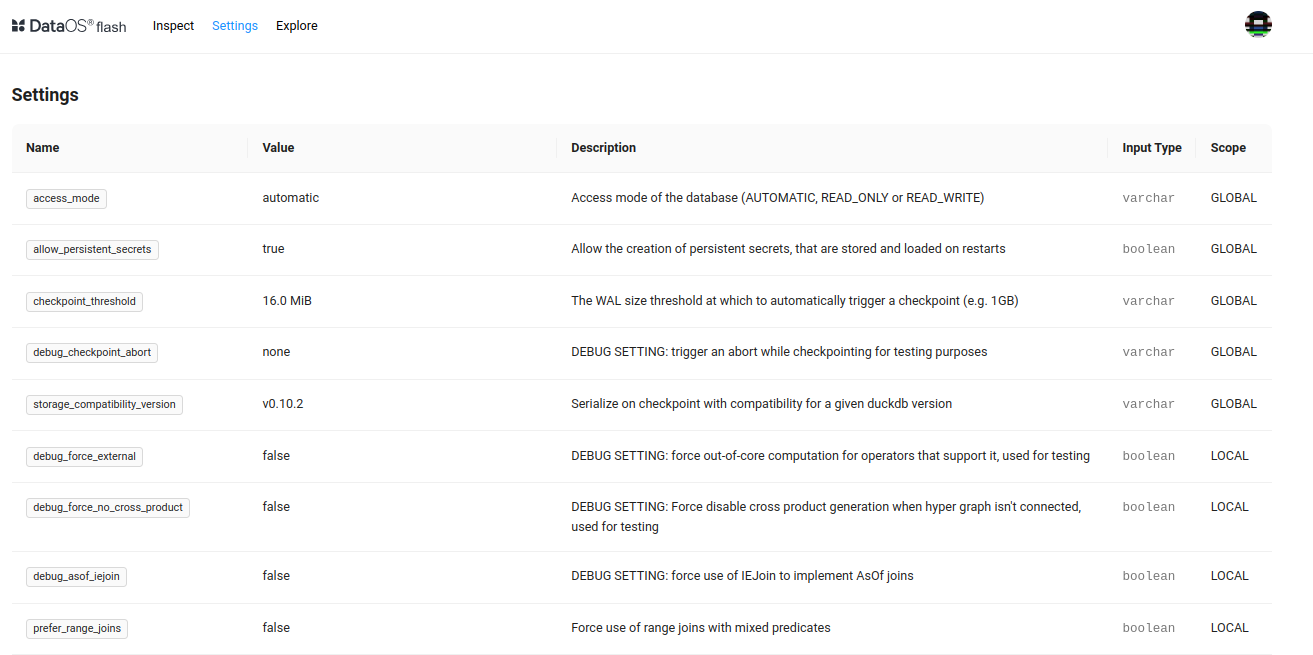 DataOS® flash Inspect Settings Explore
Settings
Name Value Description Input Type Scope
access_mode automatic Access mode of the database (AUTOMATIC, READ_ONLY or READ_WRITE) varchar GLOBAL
allow_persistent_secrets true Allow the creation of persistent secrets, that are stored and loaded on restarts boolean GLOBAL
checkpoint_threshold 16.0 MiB The WAL size threshold at which to automatically trigger a checkpoint (e.g. 1GB) varchar GLOBAL
debug_checkpoint_abort none DEBUG SETTING: trigger an abort while checkpointing for testing purposes varchar GLOBAL
storage_compatibility_version v0.10.2 Serialize on checkpoint with compatibility for a given duckdb version varchar GLOBAL
debug_force_external false DEBUG SETTING: force out-of-core computation for operators that support it, used for testing boolean LOCAL
debug_force_no_cross_product false DEBUG SETTING: Force disable cross product generation when hyper graph isn't connected, boolean LOCAL
used for testing
debug_asof_iejoin false DEBUG SETTING: force use of IEJoin to implement AsOf joins boolean LOCAL
prefer_range_joins false Force use of range joins with mixed predicates boolean LOCAL